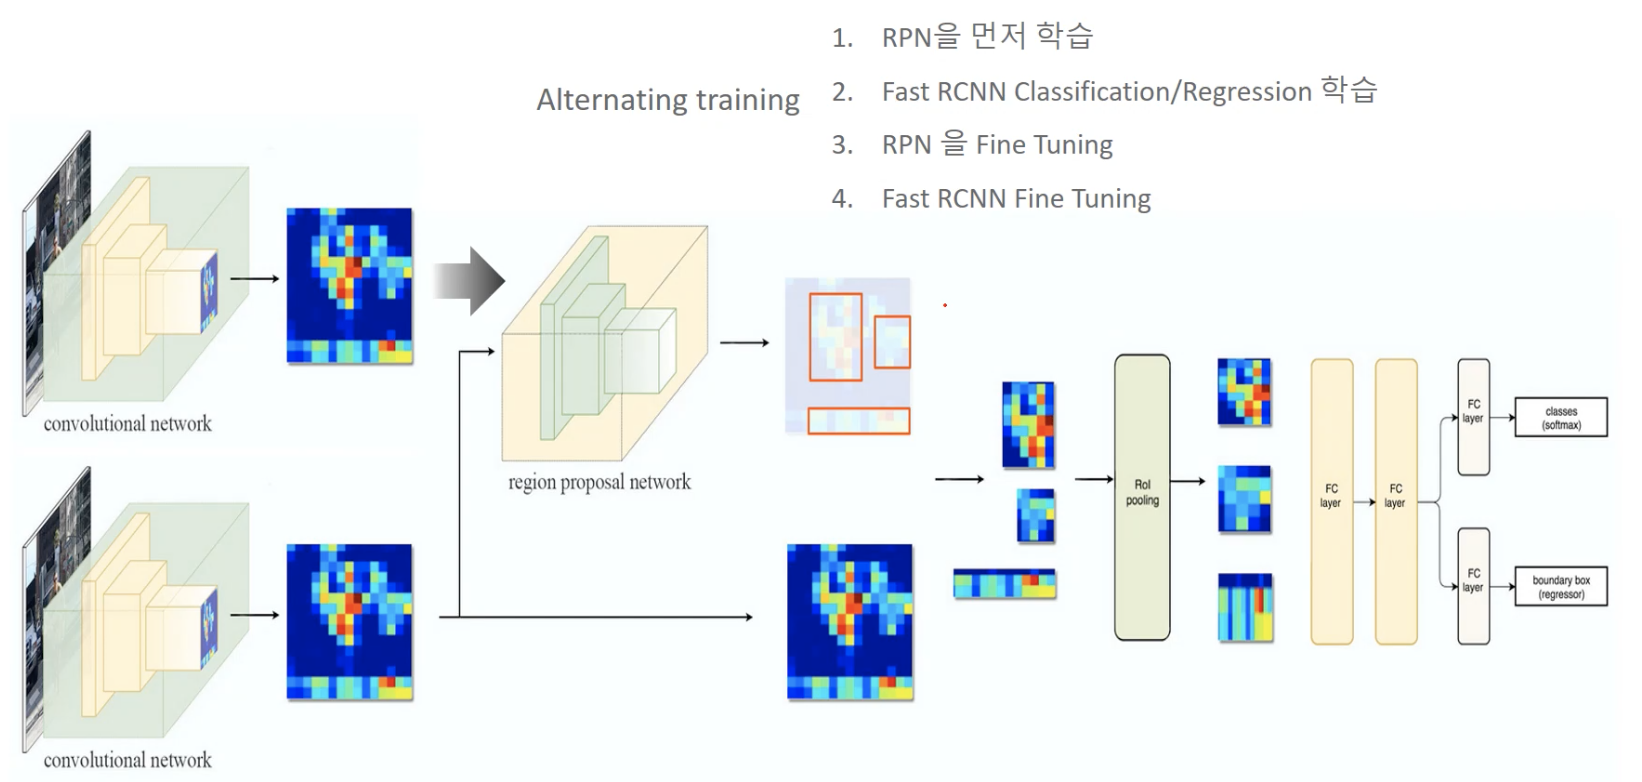 Alternating training
1. RPN을 먼저 학습
2. Fast RCNN Classification/Regression 학습
3. RPN 을 Fine Tuning
4. Fast RCNN Fine Tuning
convolutional network
region proposal network
convolutional network
RoI
pooling
FC
layer
FC
layer
FC
layer
classes
(softmax)
FC
layer
boundary box
(regressor)